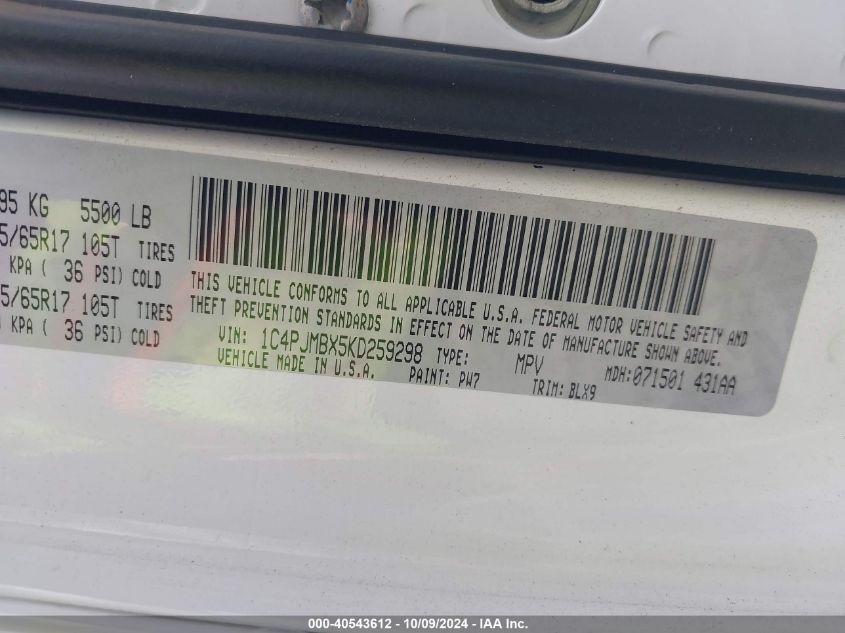 95 KG 5500 LB
5/65R17 105T TIRES
KPA ( 36 PSI) COLD
5/65R17 105T TIRES
KPA ( 36 PSI) COLD
THIS VEHICLE CONFORMS TO ALL APPLICABLE U.S.A. FEDERAL MOTOR VEHICLE SAFETY AND
THEFT PREVENTION STANDARDS IN EFFECT ON THE DATE OF MANUFACTURE SHOWN ABOVE.
VIN: 1C4PJMBX5KD259298 TYPE: MPV MDH:071501 431AA
VEHICLE MADE IN U.S.A. PAINT: PW7 TRIM: BLX9
000-40543612 - 10/09/2024 - IAA Inc.